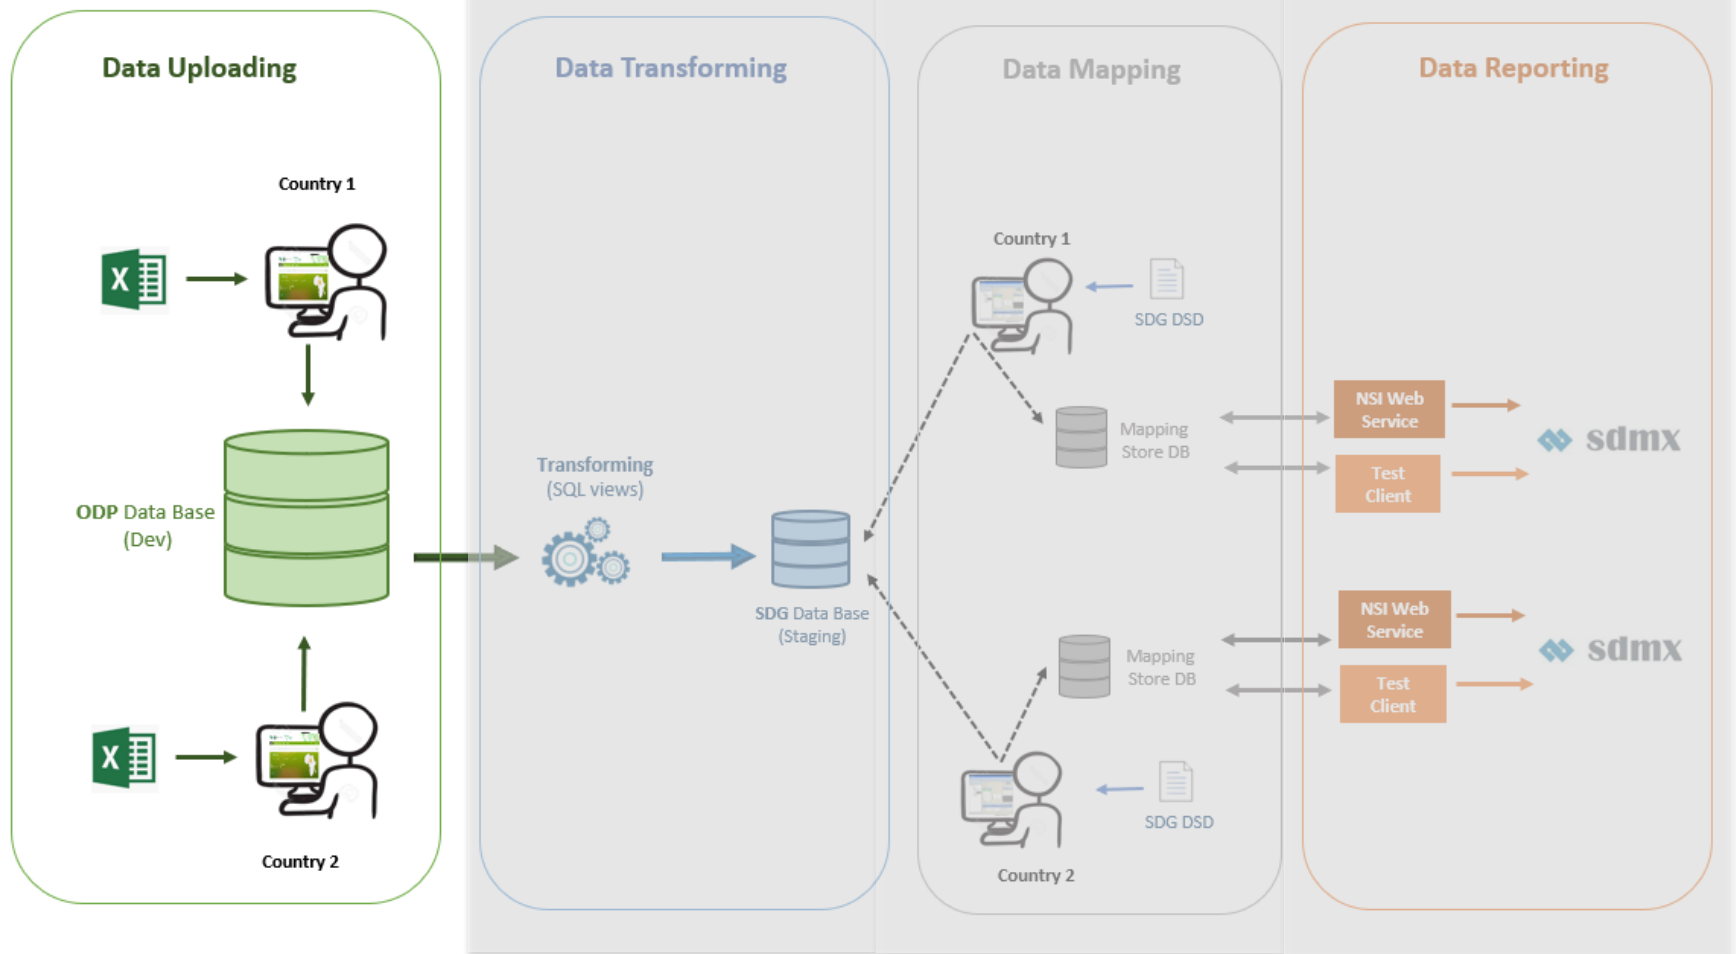 Data Uploading
Country 1
X
ODP Data Base
(Dev)
X
Country 2
Data Transforming
Transforming
(SQL views)
SDG Data Base
(Staging)
Data Mapping
Country 1
SDG DSD
Mapping
Store DB
Mapping
Store DB
SDG DSD
Country 2
Data Reporting
NSI Web
Service
Test
Client
sdmx
NSI Web
Service
Test
Client
sdmx